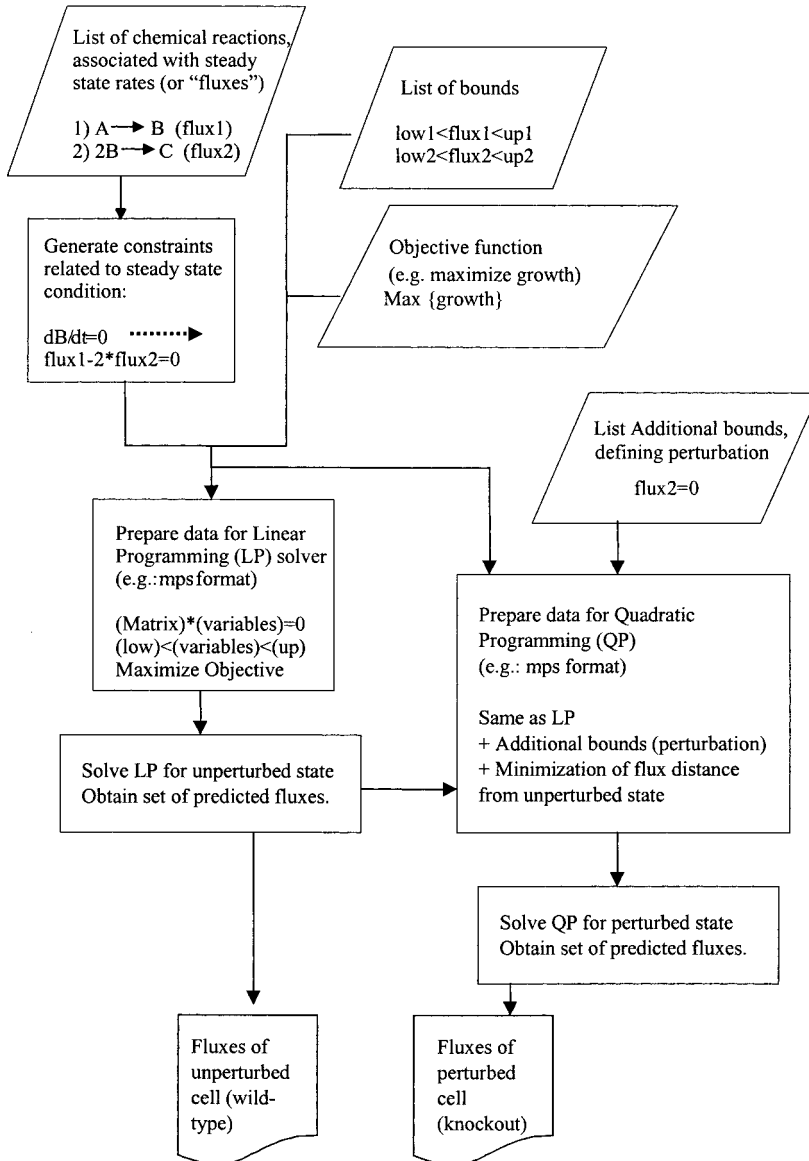 List of chemical reactions,
associated with steady
state rates (or “fluxes”)
1) A → B (flux1)
2) 2B → C (flux2)
List of bounds
low1<flux1<up1
low2<flux2<up2
Generate constraints
related to steady state
condition:
dB/dt=0
flux1-2*flux2=0
Objective function
(e.g. maximize growth)
Max {growth}
List Additional bounds,
defining perturbation
flux2=0
Prepare data for Linear
Programming (LP) solver
(e.g.:mps format)
(Matrix)*(variables)=0
(low)<(variables)<(up)
Maximize Objective
Prepare data for Quadratic
Programming (QP)
(e.g.: mps format)
Same as LP
+ Additional bounds (perturbation)
+ Minimization of flux distance
from unperturbed state
Solve LP for unperturbed state
Obtain set of predicted fluxes.
Solve QP for perturbed state
Obtain set of predicted fluxes.
Fluxes of
unperturbed
cell (wild-
type)
Fluxes of
perturbed
cell
(knockout)